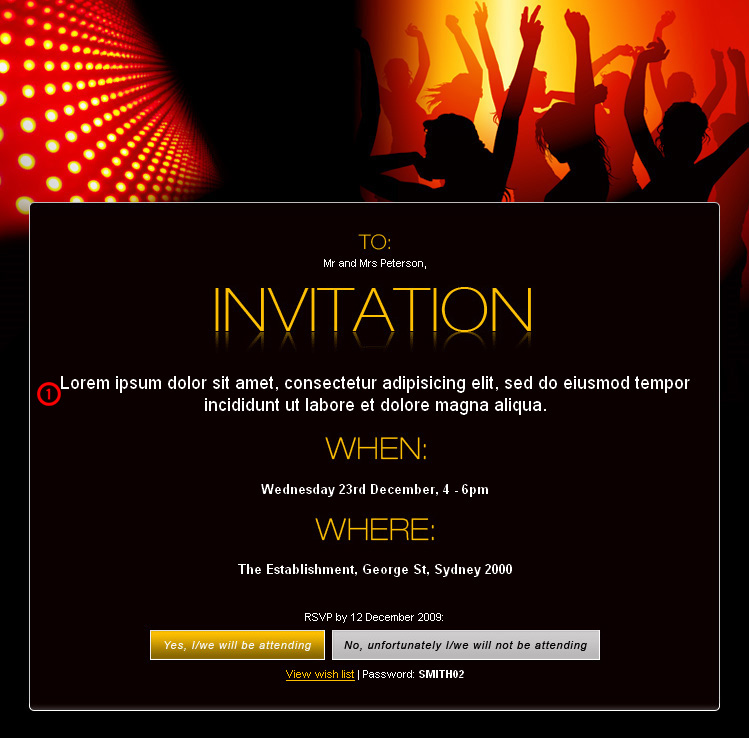 TO:
Mr and Mrs Peterson,
INVITATION
1
Lorem ipsum dolor sit amet, consectetur adipisicing elit, sed do eiusmod tempor
incididunt ut labore et dolore magna aliqua.
WHEN:
Wednesday 23rd December, 4 - 6pm
WHERE:
The Establishment, George St, Sydney 2000
RSVP by 12 December 2009:
Yes, I/we will be attending No, unfortunately I/we will not be attending
View wish list | Password: SMITH02